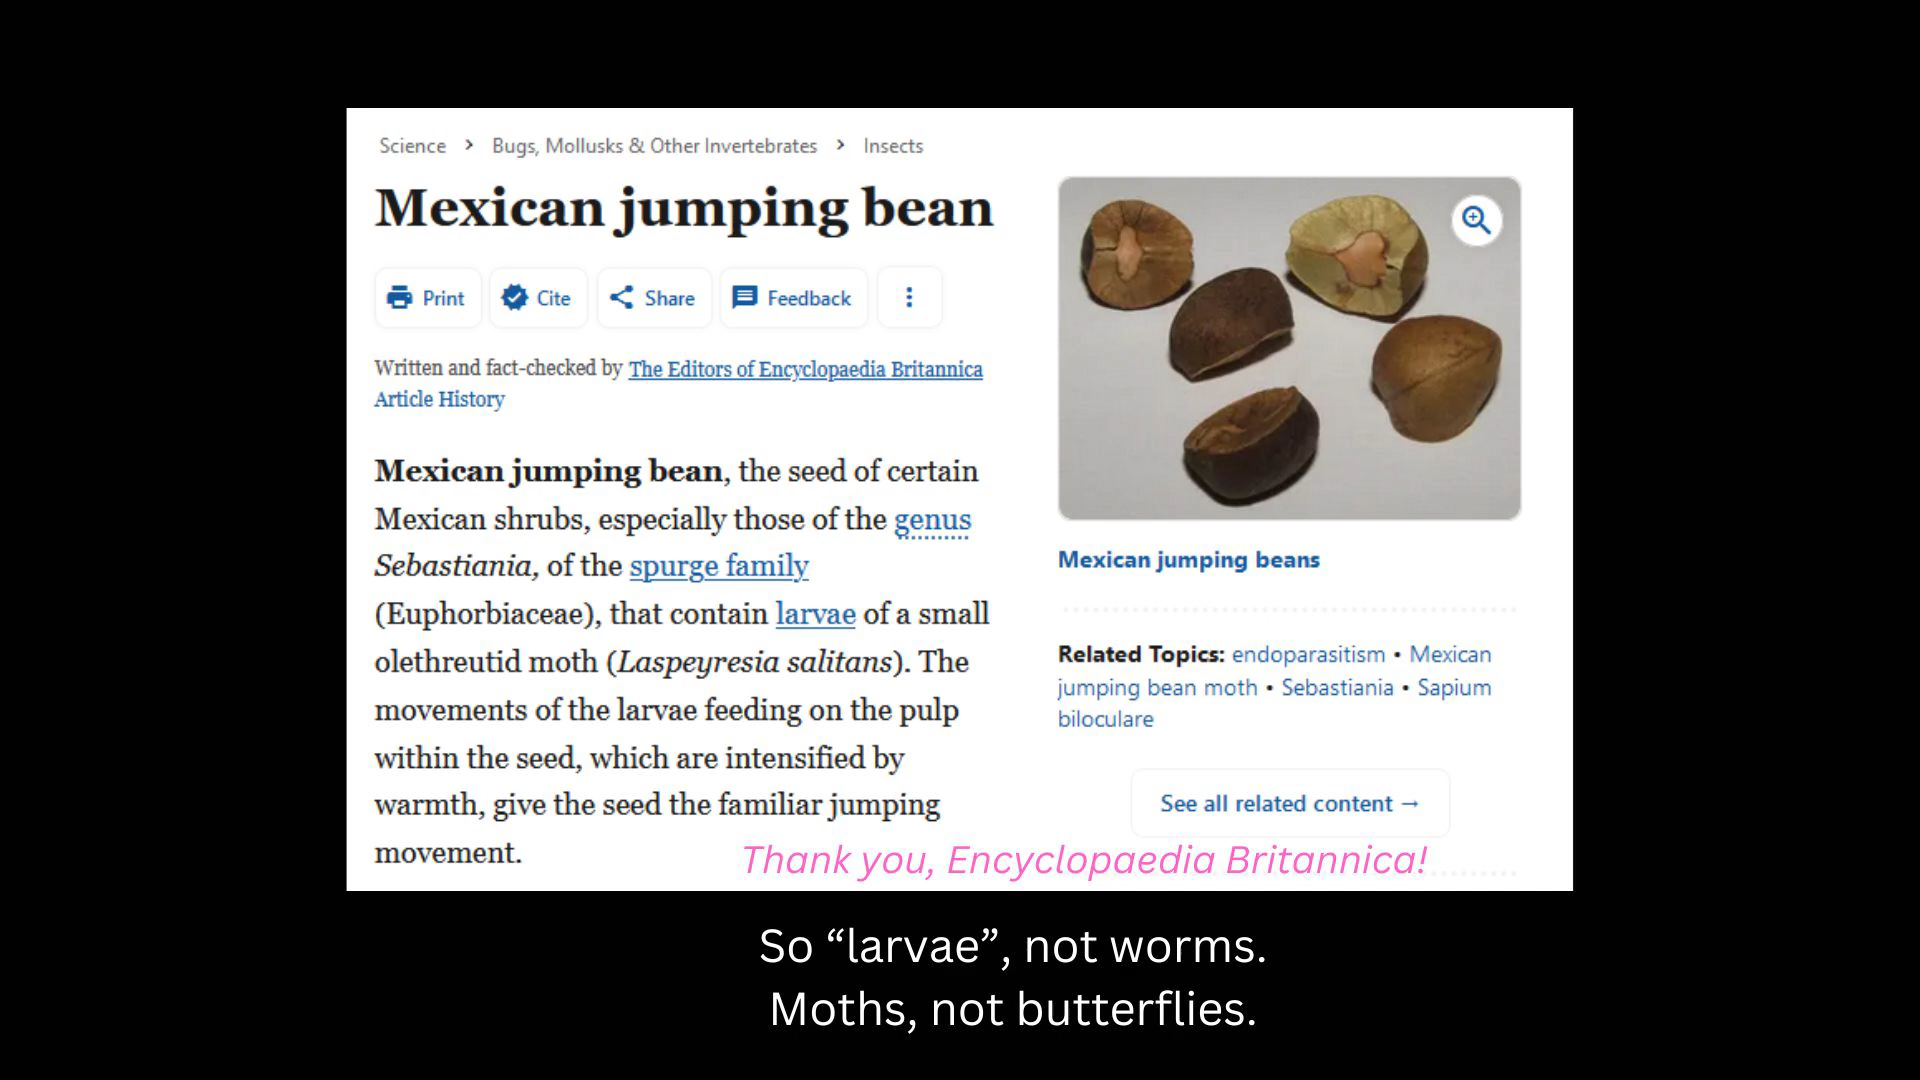 Science > Bugs, Mollusks & Other Invertebrates > Insects
Mexican jumping bean
Print Cite Share Feedback
Written and fact-checked by The Editors of Encyclopaedia Britannica
Article History
Mexican jumping bean, the seed of certain
Mexican shrubs, especially those of the genus
Sebastiania, of the spurge family
(Euphorbiaceae), that contain larvae of a small
olethreutid moth (Laspeyresia salitans). The
movements of the larvae feeding on the pulp
within the seed, which are intensified by
warmth, give the seed the familiar jumping
movement.
Mexican jumping beans
Related Topics: endoparasitism • Mexican
jumping bean moth • Sebastiania • Sapium
biloculare
See all related content →
Thank you, Encyclopaedia Britannica!
So “larvae”, not worms.
Moths, not butterflies.